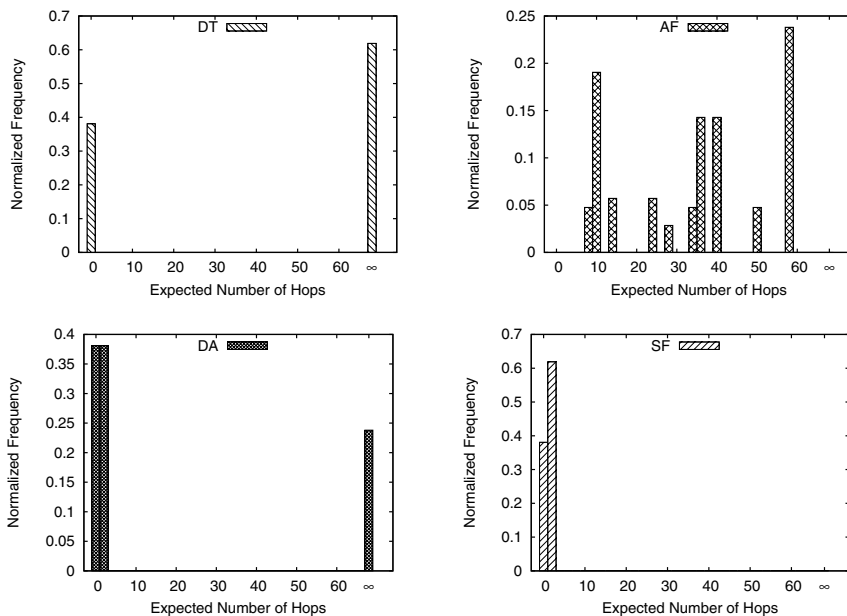 DT
Normalized Frequency
0.7
0.6
0.5
0.4
0.3
0.2
0.1
0
0 10 20 30 40 50 60 ∞
Expected Number of Hops
AF
Normalized Frequency
0.25
0.2
0.15
0.1
0.05
0
0 10 20 30 40 50 60 ∞
Expected Number of Hops
DA
Normalized Frequency
0.4
0.35
0.3
0.25
0.2
0.15
0.1
0.05
0
0 10 20 30 40 50 60 ∞
Expected Number of Hops
SF
Normalized Frequency
0.7
0.6
0.5
0.4
0.3
0.2
0.1
0
0 10 20 30 40 50 60 ∞
Expected Number of Hops